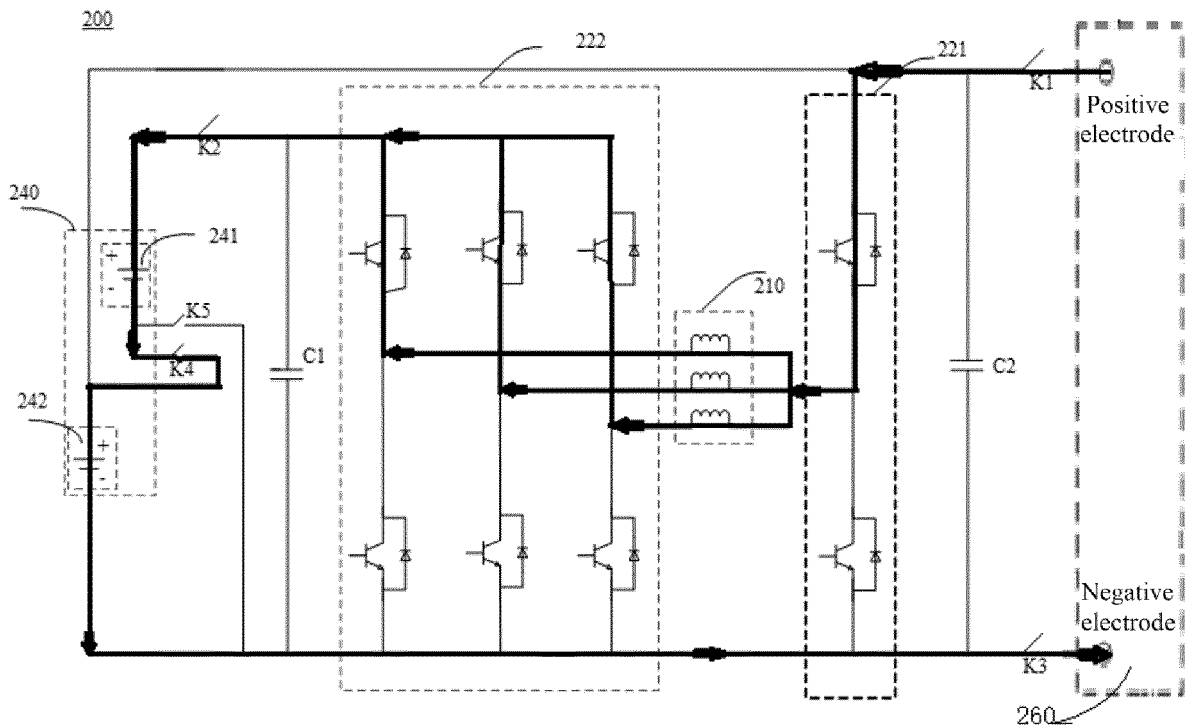 200
222
221
K1
Positive
electrode
K2
240
241
+
-
K5
210
K4
C1
C2
242
+
-
Negative
electrode
K3
260